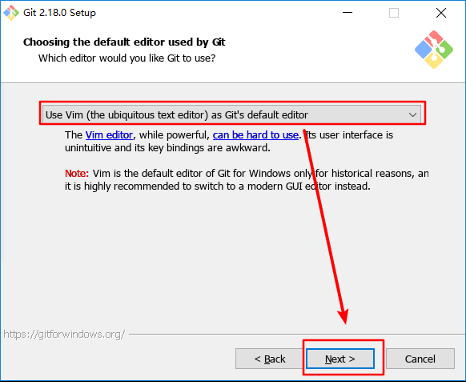 Git 2.18.0 Setup
Choosing the default editor used by Git
Which editor would you like Git to use?
Use Vim (the ubiquitous text editor) as Git's default editor
The Vim editor, while powerful, can be hard to use. Its user interface is
unintuitive and its key bindings are awkward.
Note: Vim is the default editor of Git for Windows only for historical reasons, an
it is highly recommended to switch to a modern GUI editor instead.
https://gitforwindows.org/
< Back
Next >
Cancel